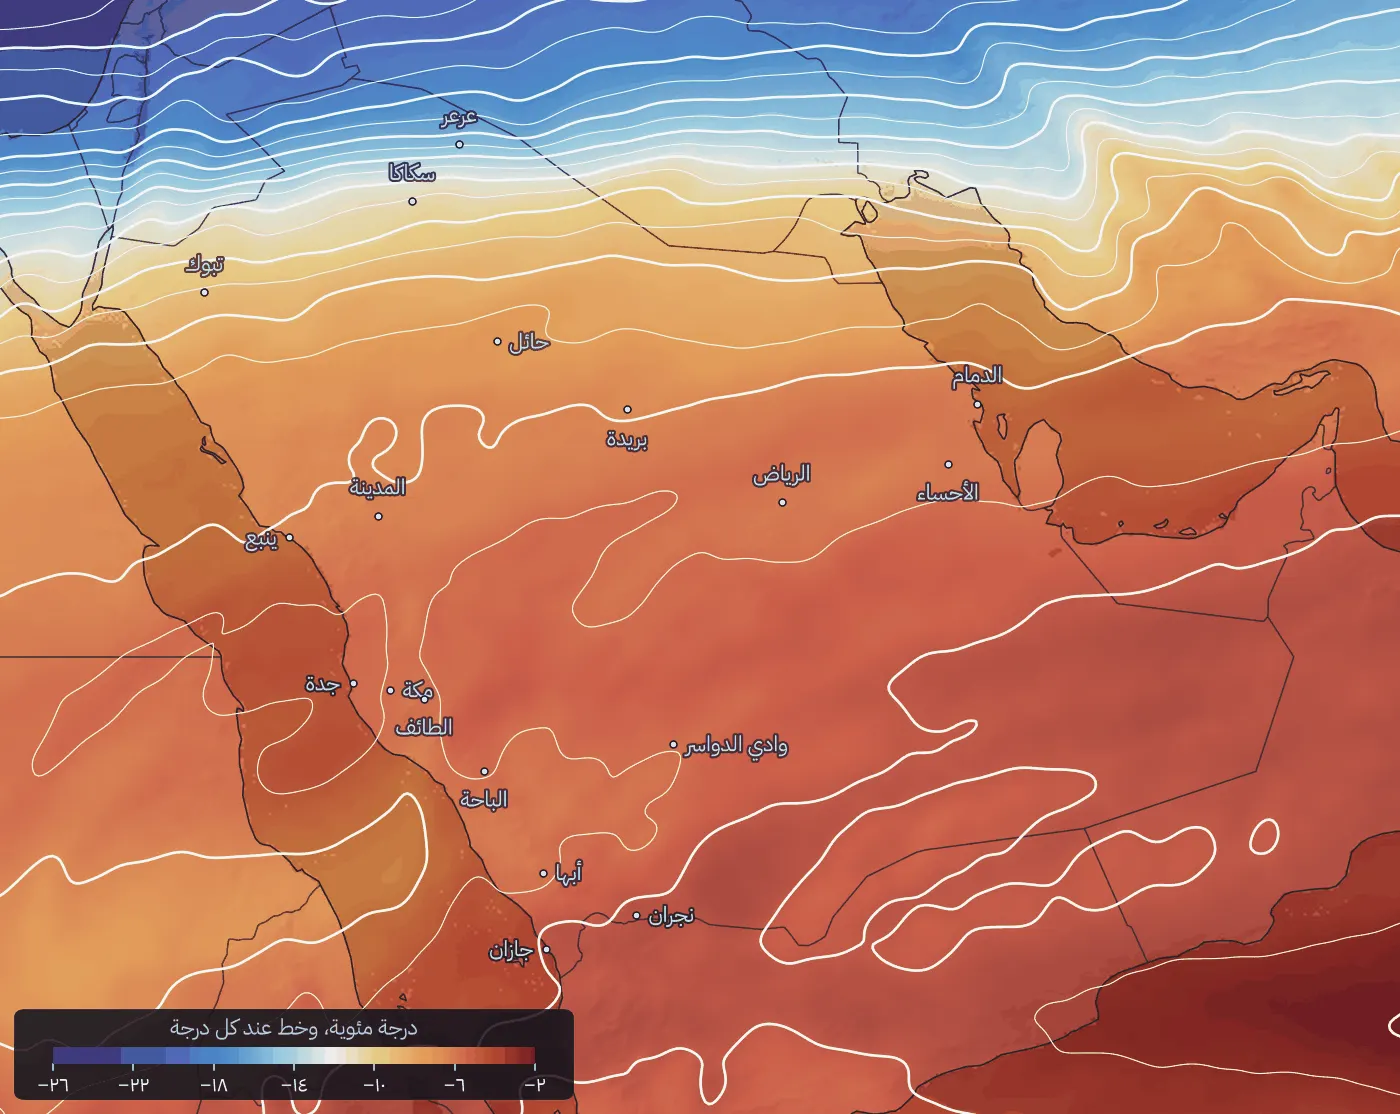 عرعر
سكاكا
تبوك
حائل
الدمام
بريدة
الرياض
الأحساء
المدينة
ينبع
جدة
مكة
الطائف
وادي الدواسر
الباحة
أبها
نجران
جازان
درجة مئوية، وخط عند كل درجة
−٢٦ −٢٢ −١٨ −١٤ −١٠ −٦ −٢